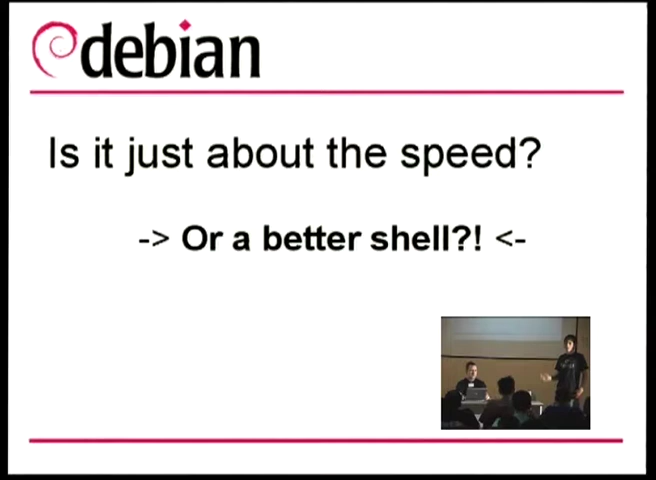 debian
Is it just about the speed?
-> Or a better shell?! <-